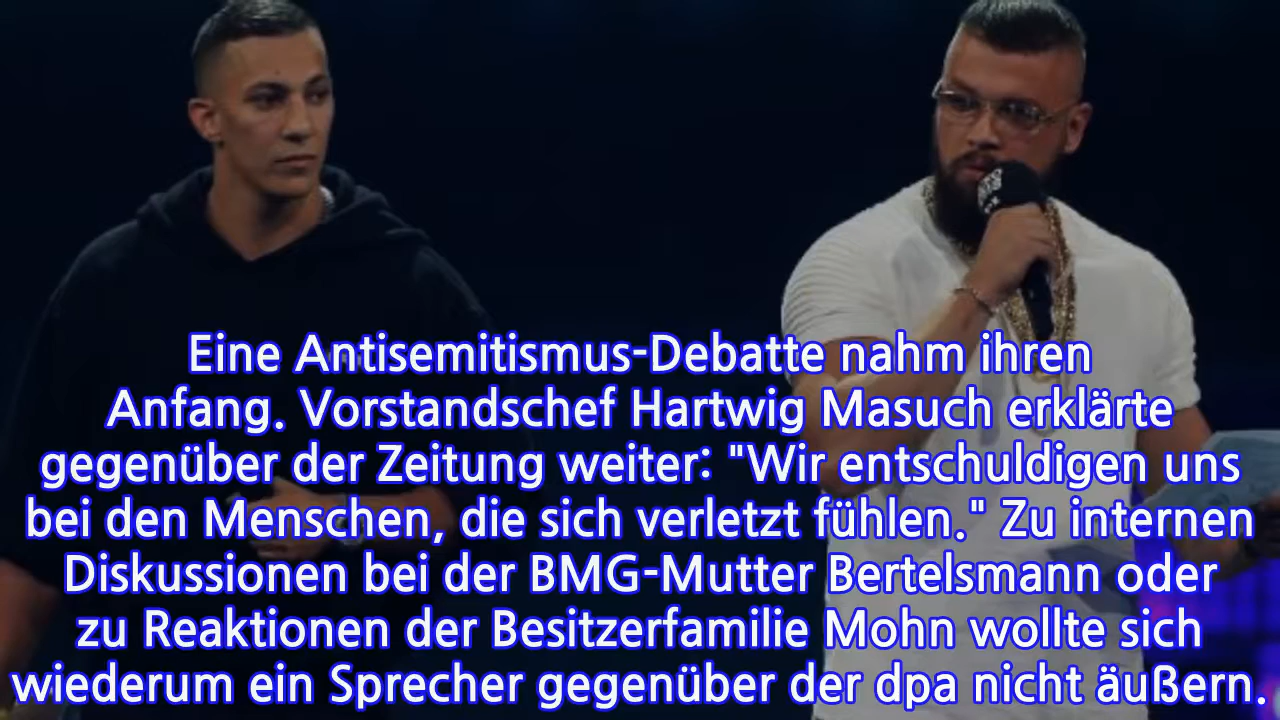 Eine Antisemitismus-Debatte nahm ihren
Anfang. Vorstandschef Hartwig Masuch erklärte
gegenüber der Zeitung weiter: "Wir entschuldigen uns
bei den Menschen, die sich verletzt fühlen." Zu internen
Diskussionen bei der BMG-Mutter Bertelsmann oder
zu Reaktionen der Besitzerfamilie Mohn wollte sich
wiederum ein Sprecher gegenüber der dpa nicht äußern.